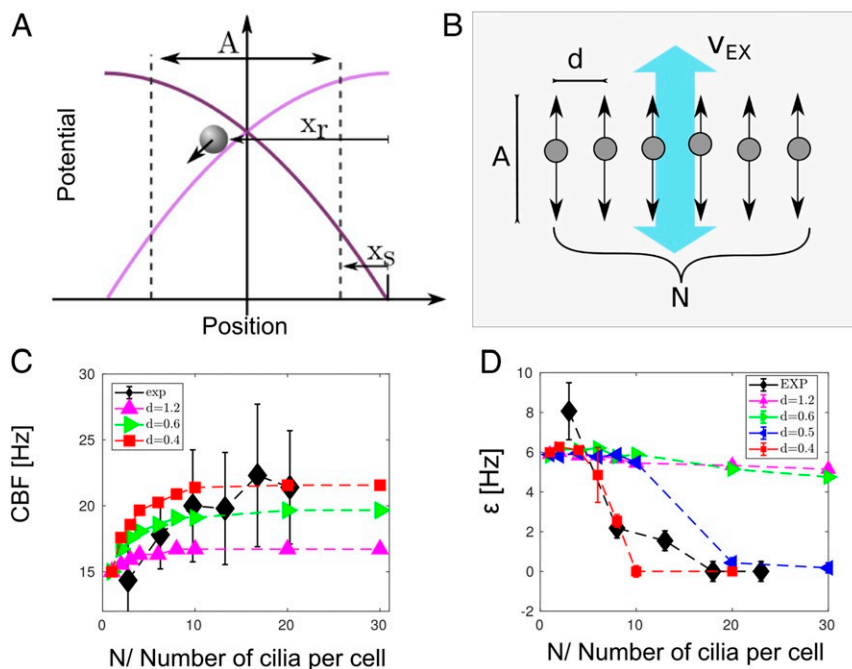 A
Potential
A
x_r
x_s
Position
B
d
V_EX
A
N
C
CBF [Hz]
30
25
20
15
exp
d=1.2
d=0.6
d=0.4
0
10
20
30
N/ Number of cilia per cell
D
ε [Hz]
10
8
6
4
2
0
-2
EXP
d=1.2
d=0.6
d=0.5
d=0.4
0
10
20
30
N/ Number of cilia per cell